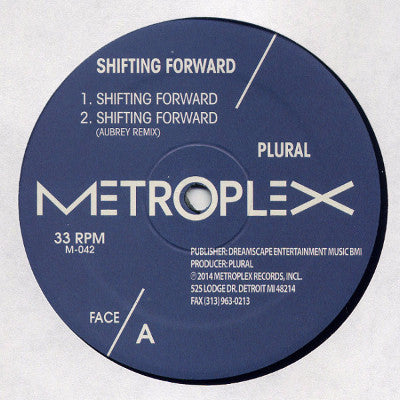 SHIFTING FORWARD
1. SHIFTING FORWARD
2. SHIFTING FORWARD
(AUBREY REMIX)
PLURAL
METROPLEX
33 RPM
M-042
PUBLISHER: DREAMSCAPE ENTERTAINMENT MUSIC BMI
PRODUCER: PLURAL
℗ 2014 METROPLEX RECORDS, INCL.
525 LODGE DR. DETROIT MI 48214
FAX (313) 963-0213
FACE / A